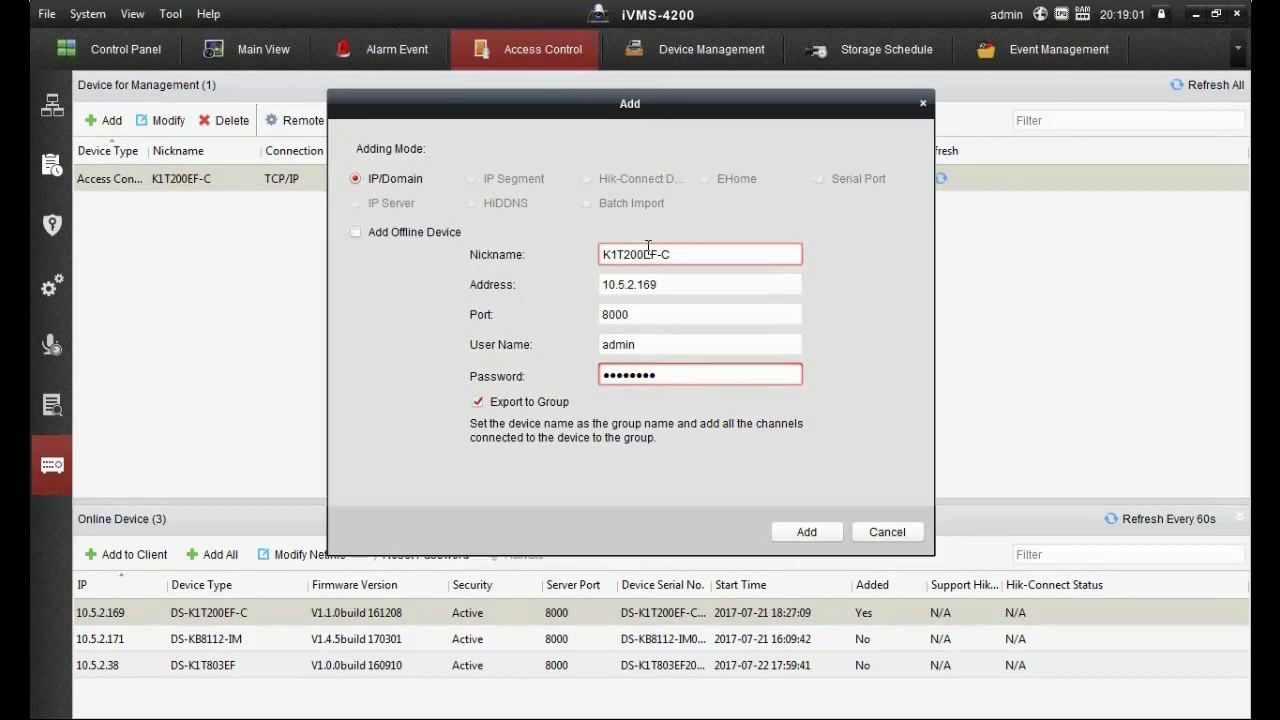 File System View Tool Help iVMS-4200 admin 20:19:01
Control Panel Main View Alarm Event Access Control Device Management Storage Schedule Event Management
Device for Management (1) Refresh All
Add Modify Delete Remote Filter
Device Type Nickname Connection fresh
Access Con... K1T200EF-C TCP/IP
Add
Adding Mode:
IP/Domain IP Segment Hik-Connect D... EHome Serial Port
IP Server HiDDNS Batch Import
Add Offline Device
Nickname: K1T200EF-C
Address: 10.5.2.169
Port: 8000
User Name: admin
Password: ●●●●●●●●
Export to Group
Set the device name as the group name and add all the channels
connected to the device to the group.
Add Cancel
Online Device (3) Refresh Every 60s
Add to Client Add All Modify Filter
IP Device Type Firmware Version Security Server Port Device Serial No. Start Time Added Support Hik... Hik-Connect Status
10.5.2.169 DS-K1T200EF-C V1.1.0build 161208 Active 8000 DS-K1T200EF-C... 2017-07-21 18:27:09 Yes N/A N/A
10.5.2.171 DS-KB8112-IM V1.4.5build 170301 Active 8000 DS-KB8112-IM0... 2017-07-21 16:09:42 No N/A N/A
10.5.2.38 DS-K1T803EF V1.0.0build 160910 Active 8000 DS-K1T803EF20... 2017-07-22 17:59:41 No N/A N/A